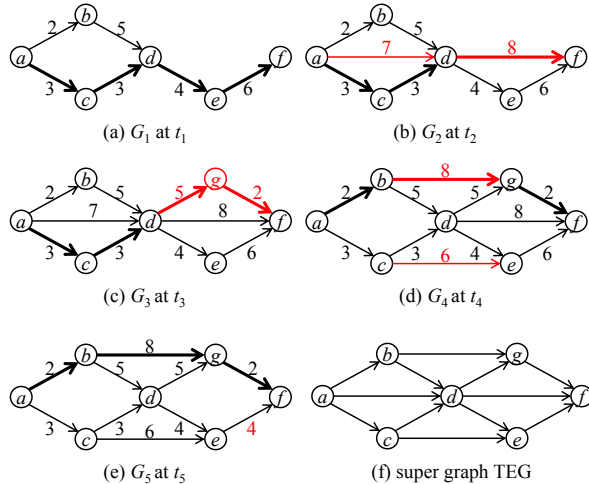 2 b 5
a d f
3 c 3 4 e 6
(a) G1 at t1
2 b 5
a 7 d 8 f
3 c 3 4 e 6
(b) G2 at t2
2 b 5 5 g 2
a 7 d 8 f
3 c 3 4 e 6
(c) G3 at t3
2 b 8 5 5 g 2
a d 8 f
3 c 3 6 4 e 6
(d) G4 at t4
2 b 8 5 5 g 2
a d f
3 c 3 6 4 e 4
(e) G5 at t5
b g
a d f
c e
(f) super graph TEG